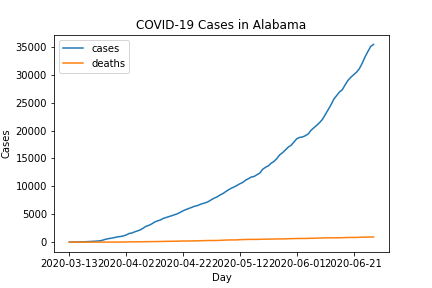 COVID-19 Cases in Alabama
cases
deaths
35000
30000
25000
20000
15000
10000
5000
0
Cases
2020-03-13 2020-04-02 2020-04-22 2020-05-12 2020-06-01 2020-06-21
Day